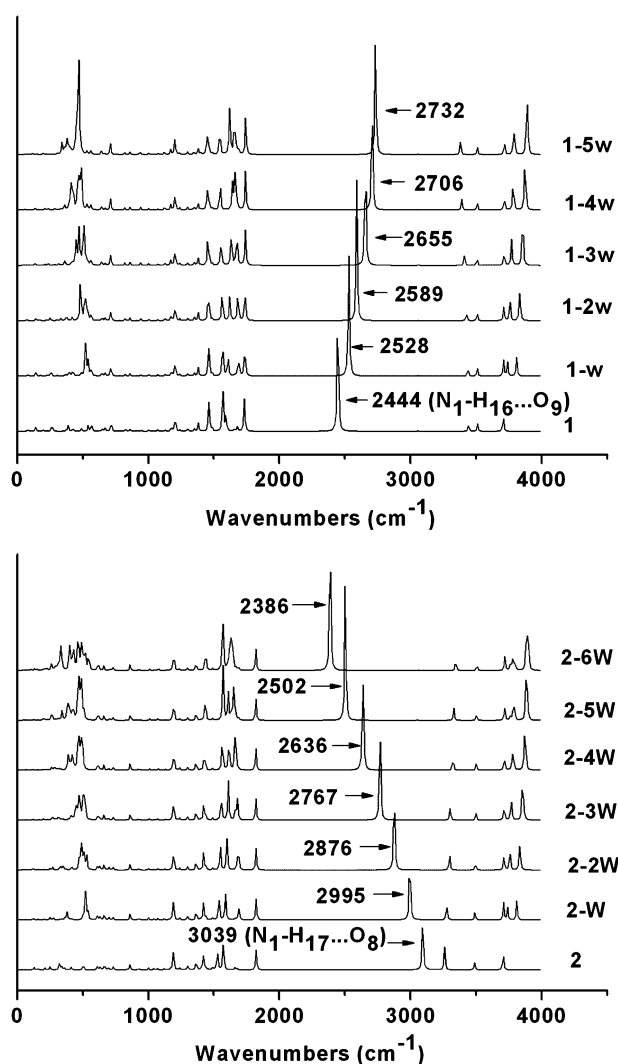 2732
1-5w
2706
1-4w
2655
1-3w
2589
1-2w
2528
1-w
2444 (N1-H16...O9)
1
0 1000 2000 3000 4000
Wavenumbers (cm-1)
2386
2-6W
2502
2-5W
2636
2-4W
2767
2-3W
2876
2-2W
2995
2-W
3039 (N1-H17...O8)
2
0 1000 2000 3000 4000
Wavenumbers (cm-1)